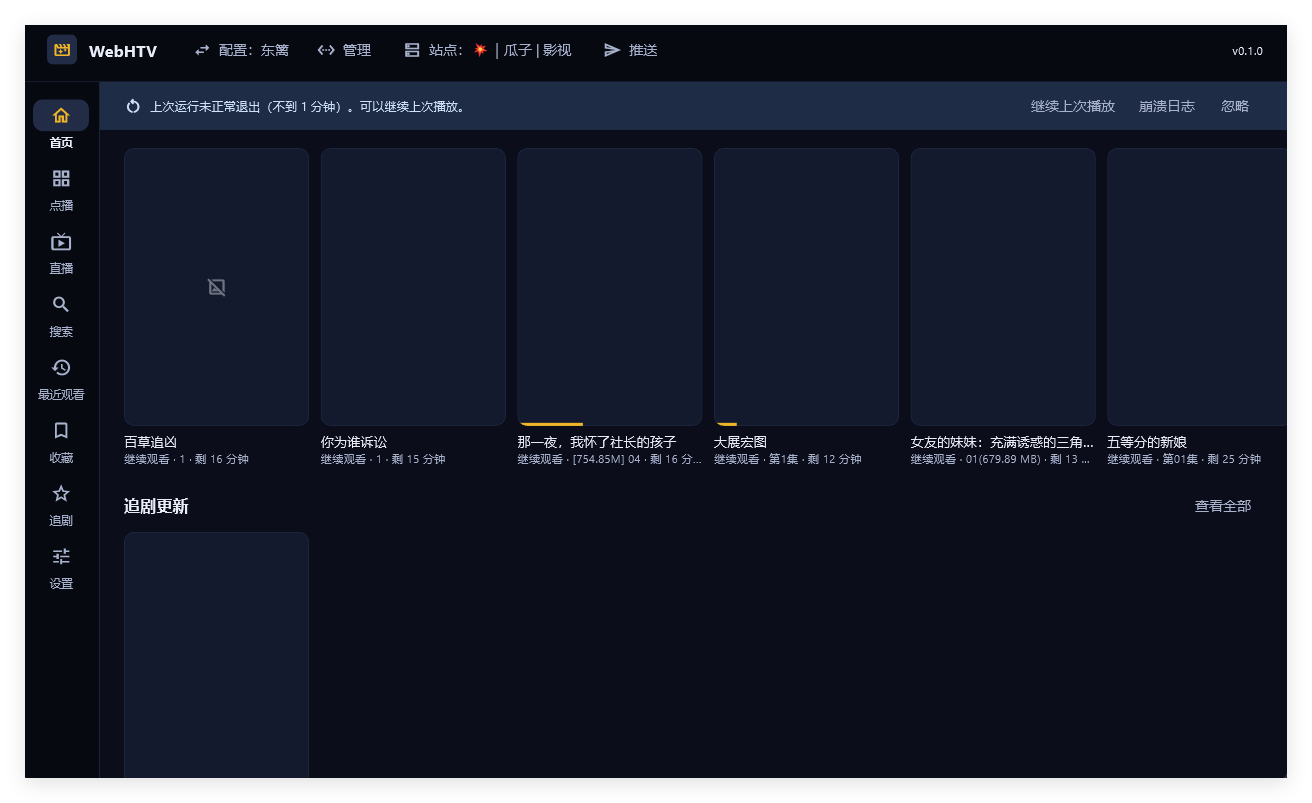 WebHTV 配置：东篱 管理 站点：💥｜瓜子|影视 推送 v0.1.0
上次运行未正常退出（不到 1 分钟）。可以继续上次播放。 继续上次播放 崩溃日志 忽略
首页
点播
直播
搜索
最近观看
收藏
追剧
设置
百草追凶
继续观看 · 1 · 剩 16 分钟
你为谁诉讼
继续观看 · 1 · 剩 15 分钟
那一夜，我怀了社长的孩子
继续观看 · [754.85M] 04 · 剩 16 分...
大展宏图
继续观看 · 第1集 · 剩 12 分钟
女友的妹妹：充满诱惑的三角...
继续观看 · 01(679.89 MB) · 剩 13 ...
五等分的新娘
继续观看 · 第01集 · 剩 25 分钟
追剧更新 查看全部